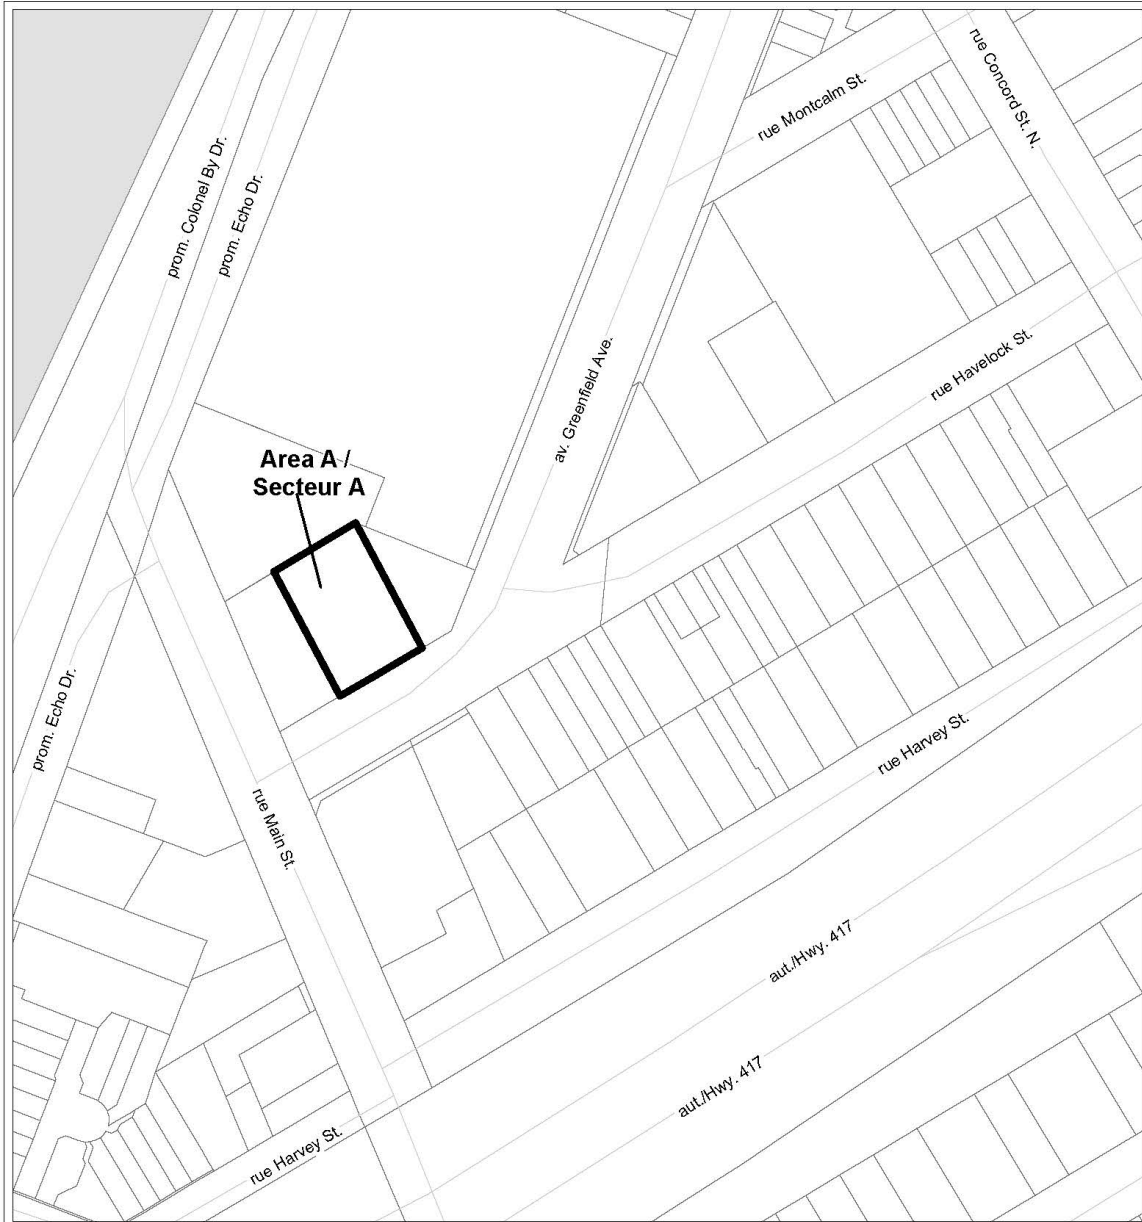 rue Concord St. N.
rue Montcalm St.
prom. Colonel By Dr.
prom. Echo Dr.
rue Havelock St.
av. Greenfield Ave.
Area A /
Secteur A
prom. Echo Dr.
rue Harvey St.
rue Main St.
aut./Hwy. 417
aut./Hwy. 417
rue Harvey St.